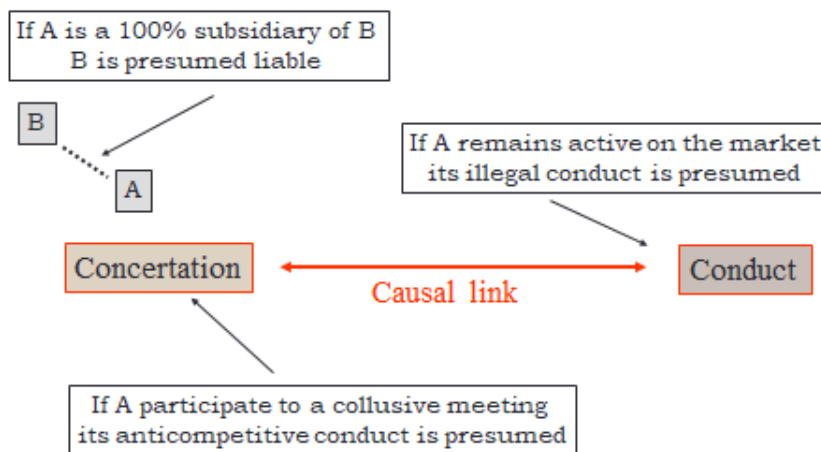 If A is a 100% subsidiary of B
B is presumed liable
B
A
If A remains active on the market
its illegal conduct is presumed
Concertation
Causal link
Conduct
If A participate to a collusive meeting
its anticompetitive conduct is presumed